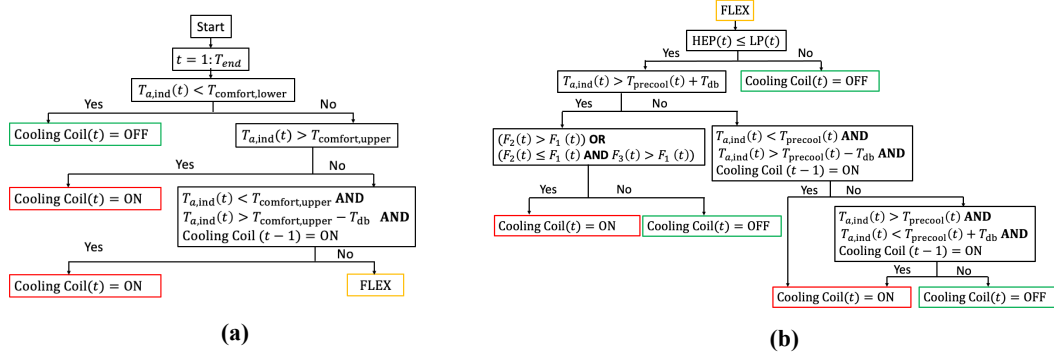 Start
t = 1: T_end
T_a,ind(t) < T_comfort,lower
Yes
No
Cooling Coil(t) = OFF
T_a,ind(t) > T_comfort,upper
Yes
No
Cooling Coil(t) = ON
T_a,ind(t) < T_comfort,upper AND
T_a,ind(t) > T_comfort,upper − T_db AND
Cooling Coil (t − 1) = ON
Yes
No
Cooling Coil(t) = ON
FLEX
(a)
FLEX
HEP(t) ≤ LP(t)
Yes
No
T_a,ind(t) > T_precool(t) + T_db
Cooling Coil(t) = OFF
Yes
No
(F_2(t) > F_1 (t)) OR
(F_2(t) ≤ F_1 (t) AND F_3(t) > F_1 (t))
T_a,ind(t) < T_precool(t) AND
T_a,ind(t) > T_precool(t) − T_db AND
Cooling Coil (t − 1) = ON
Yes
No
Cooling Coil(t) = ON
Cooling Coil(t) = OFF
Yes
No
T_a,ind(t) > T_precool(t) AND
T_a,ind(t) < T_precool(t) + T_db AND
Cooling Coil (t − 1) = ON
Yes
No
Cooling Coil(t) = ON
Cooling Coil(t) = OFF
(b)